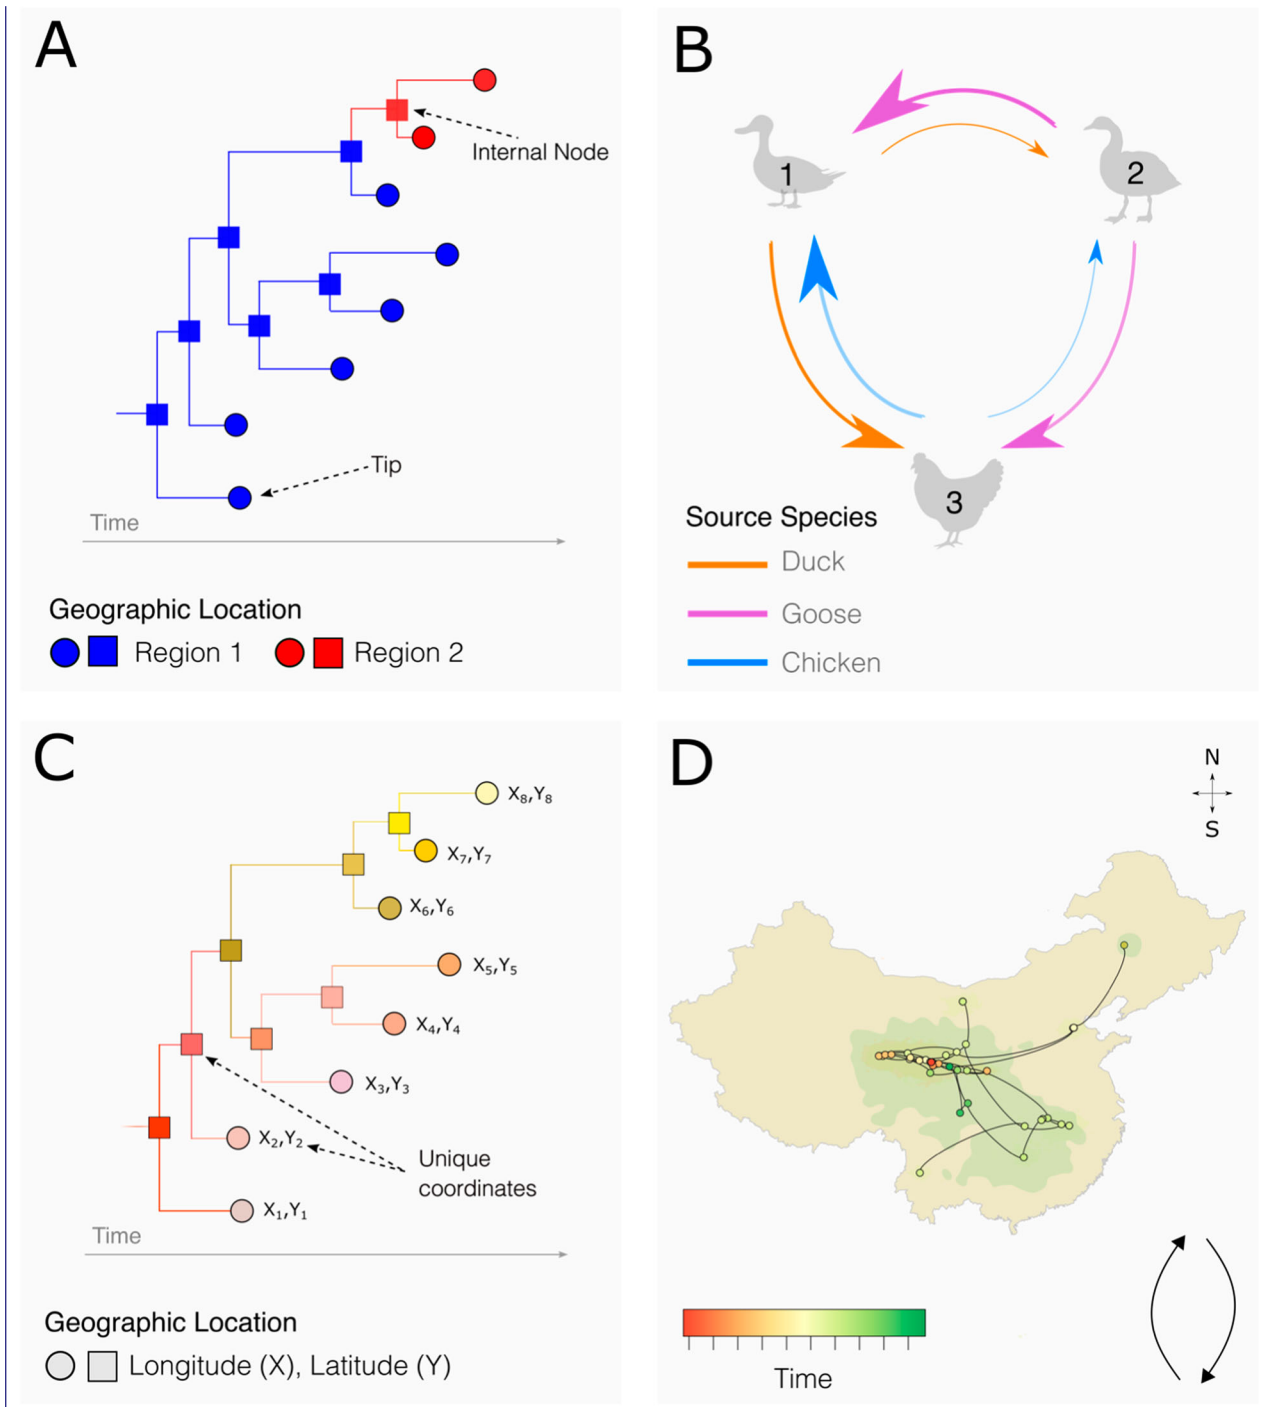 A
Internal Node
Tip
Time
Geographic Location
Region 1
Region 2
B
1
2
3
Source Species
Duck
Goose
Chicken
C
X8,Y8
X7,Y7
X6,Y6
X5,Y5
X4,Y4
X3,Y3
X2,Y2
Unique
coordinates
X1,Y1
Time
Geographic Location
Longitude (X), Latitude (Y)
D
N
S
Time